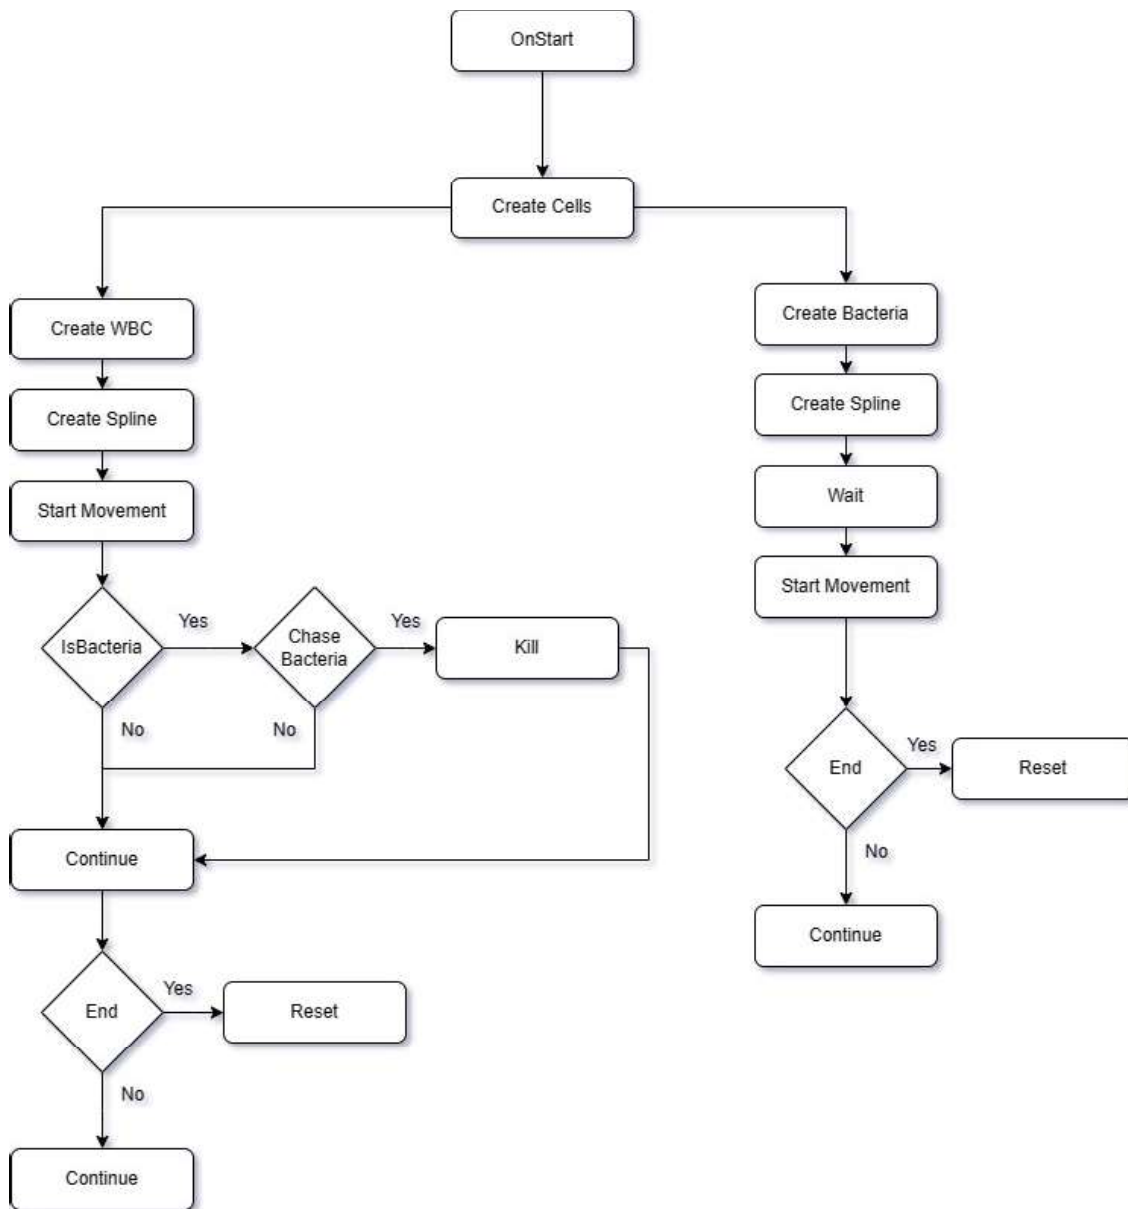 OnStart
Create Cells
Create WBC
Create Spline
Start Movement
IsBacteria
Yes
Chase
Bacteria
Yes
Kill
No
No
Continue
End
Yes
Reset
No
Continue
Create Bacteria
Create Spline
Wait
Start Movement
End
Yes
Reset
No
Continue